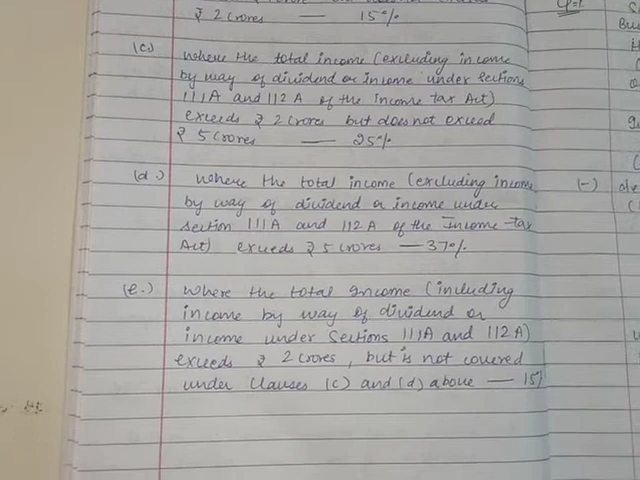 ₹ 2 Crores — 15%
(c) where the total income (excluding income
by way of dividend or income under sections
111A and 112A of the Income tax Act)
exceeds ₹ 2 Crores but does not exceed
₹ 5 Crores — 25%
(d.) where the total income (excluding income
by way of dividend or income under
section 111A and 112A of the Income-tax
Act) exceeds ₹ 5 Crores — 37%
(e.) where the total Income (including
income by way of dividend or
income under Sections 111A and 112A)
exceeds ₹ 2 Crores, but is not covered
under Clauses (c) and (d) above — 15%
(-)